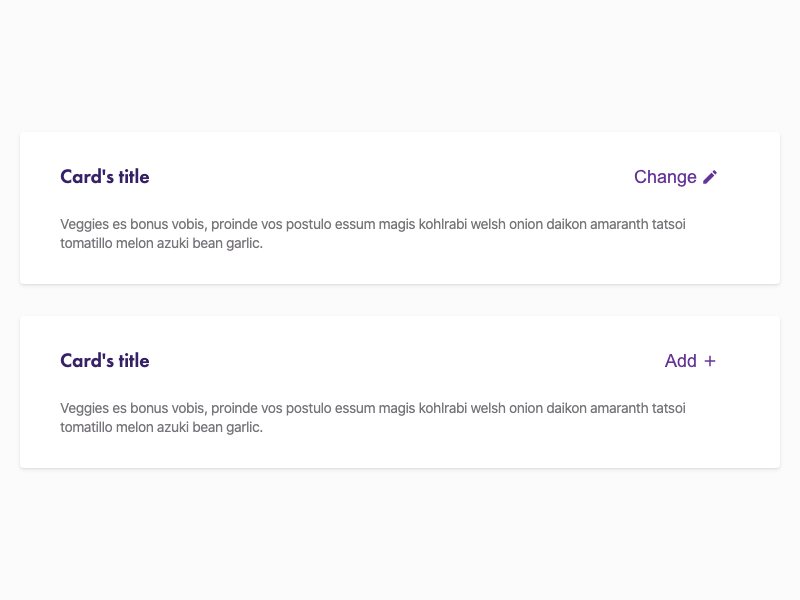 Card's title
Change
Veggies es bonus vobis, proinde vos postulo essum magis kohlrabi welsh onion daikon amaranth tatsoi
tomatillo melon azuki bean garlic.
Card's title
Add +
Veggies es bonus vobis, proinde vos postulo essum magis kohlrabi welsh onion daikon amaranth tatsoi
tomatillo melon azuki bean garlic.